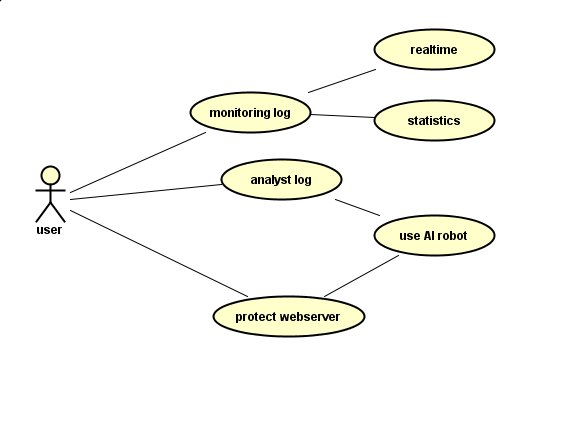 realtime
monitoring log
statistics
analyst log
user
use AI robot
protect webserver